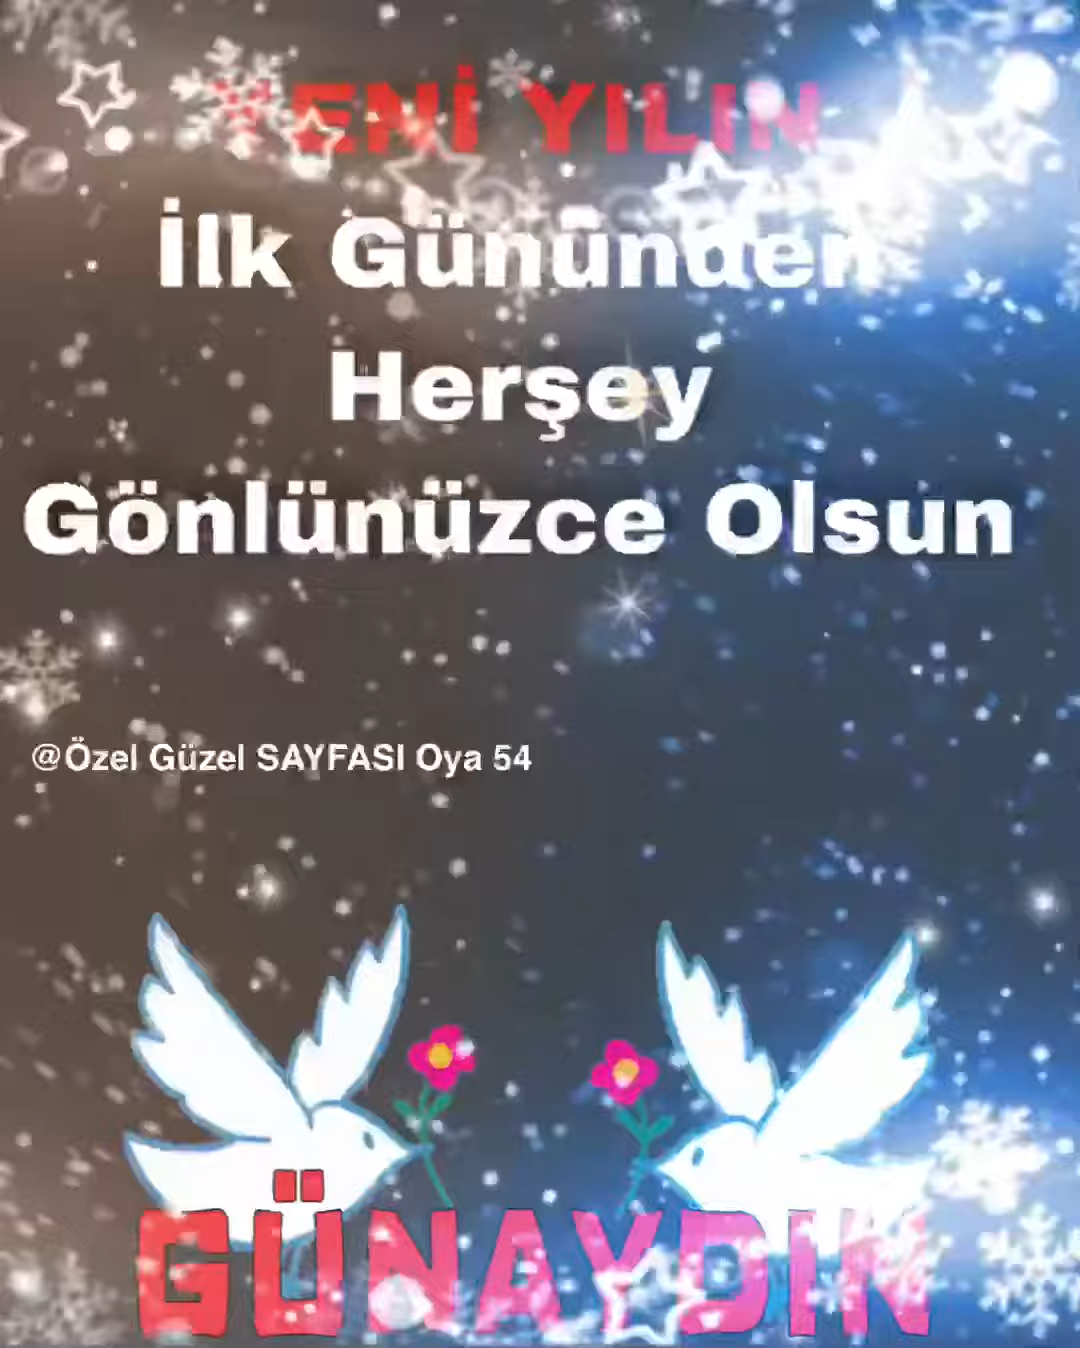 YENİ YILIN
İlk Gününden
Herşey
Gönlünüzce Olsun
@Özel Güzel SAYFASI Oya 54
GÜNAYDIN